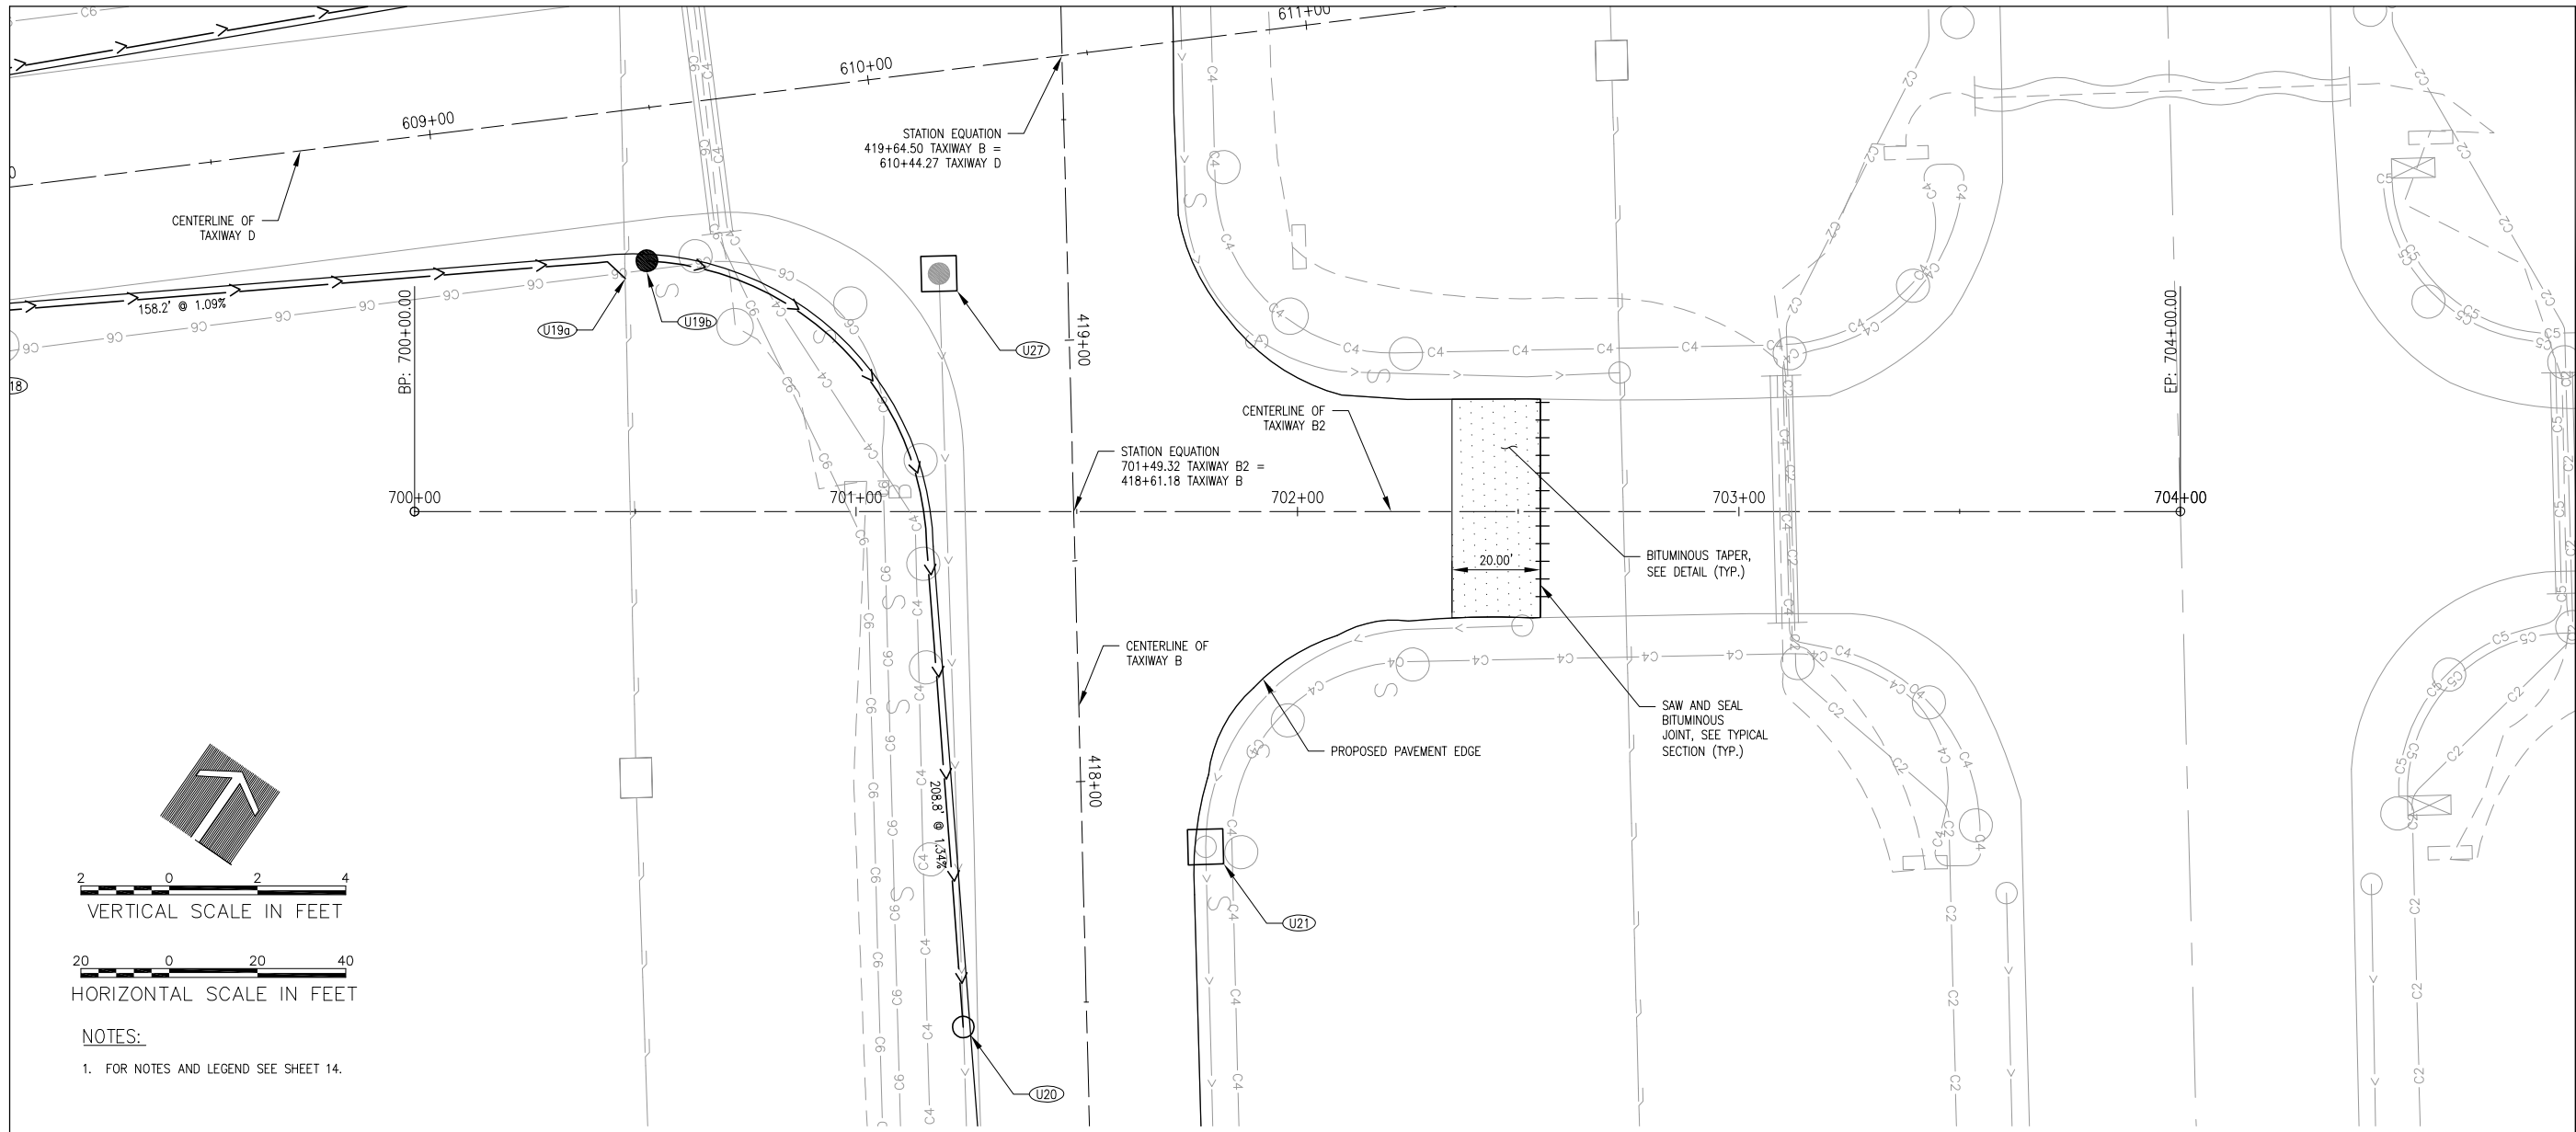 611+00
610+00
609+00
STATION EQUATION
419+64.50 TAXIWAY B =
610+44.27 TAXIWAY D
CENTERLINE OF
TAXIWAY D
158.2' @ 1.09%
BP: 700+00.00
U19a
U19b
U27
18
419+00
EP: 704+00.00
CENTERLINE OF
TAXIWAY B2
STATION EQUATION
701+49.32 TAXIWAY B2 =
418+61.18 TAXIWAY B
700+00
701+00
702+00
703+00
704+00
20.00'
BITUMINOUS TAPER,
SEE DETAIL (TYP.)
CENTERLINE OF
TAXIWAY B
SAW AND SEAL
BITUMINOUS
JOINT, SEE TYPICAL
SECTION (TYP.)
PROPOSED PAVEMENT EDGE
418+00
208.8' @ 1.34%
U21
U20
2 0 2 4
VERTICAL SCALE IN FEET
20 0 20 40
HORIZONTAL SCALE IN FEET
NOTES:
1. FOR NOTES AND LEGEND SEE SHEET 14.
C6
C4
C2
C5